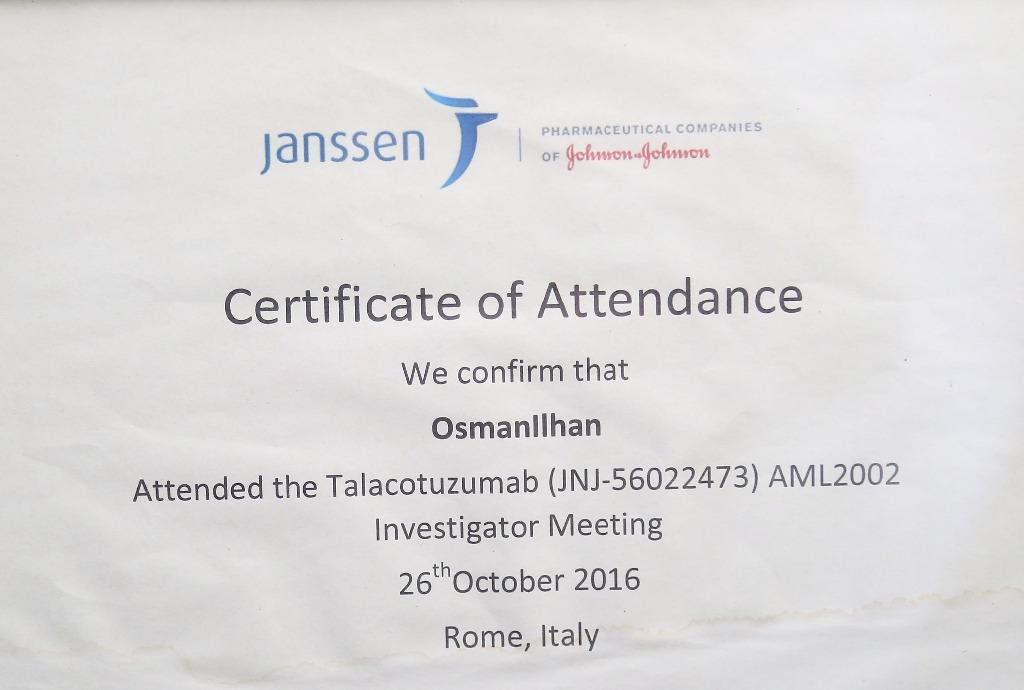 Janssen
PHARMACEUTICAL COMPANIES
OF Johnson & Johnson
Certificate of Attendance
We confirm that
OsmanIlhan
Attended the Talacotuzumab (JNJ-56022473) AML2002
Investigator Meeting
26thOctober 2016
Rome, Italy